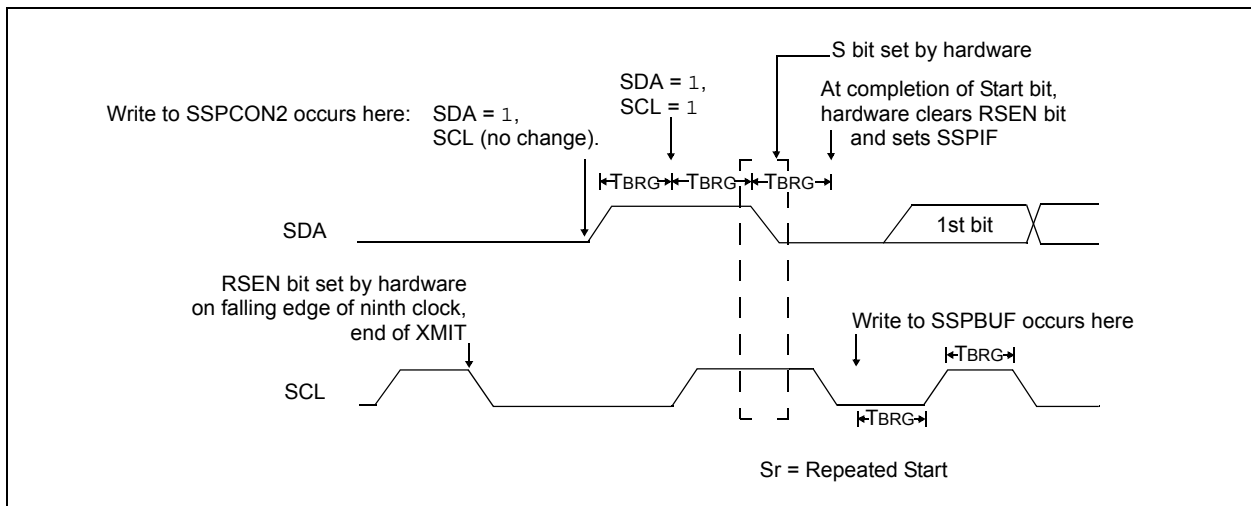 S bit set by hardware
SDA = 1,
SCL = 1
At completion of Start bit,
hardware clears RSEN bit
and sets SSPIF
Write to SSPCON2 occurs here:
SDA = 1,
SCL (no change).
TBRG
TBRG
TBRG
SDA
1st bit
RSEN bit set by hardware
on falling edge of ninth clock,
end of XMIT
Write to SSPBUF occurs here
TBRG
SCL
TBRG
Sr = Repeated Start